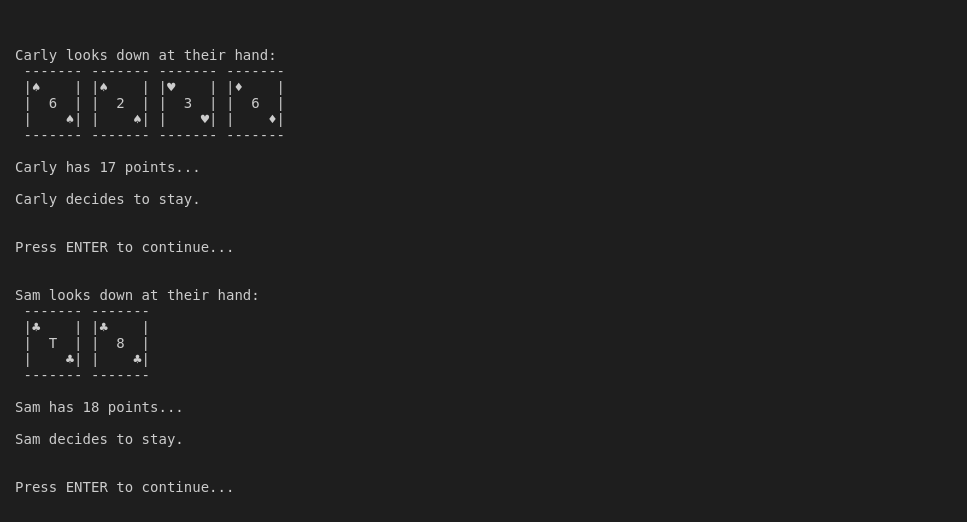 Carly looks down at their hand:
 ------- ------- ------- -------
 |♠    | |♠    | |♥    | |♦    |
 |  6  | |  2  | |  3  | |  6  |
 |    ♠| |    ♠| |    ♥| |    ♦|
 ------- ------- ------- -------
Carly has 17 points...
Carly decides to stay.
Press ENTER to continue...
Sam looks down at their hand:
 ------- -------
 |♣    | |♣    |
 |  T  | |  8  |
 |    ♣| |    ♣|
 ------- -------
Sam has 18 points...
Sam decides to stay.
Press ENTER to continue...